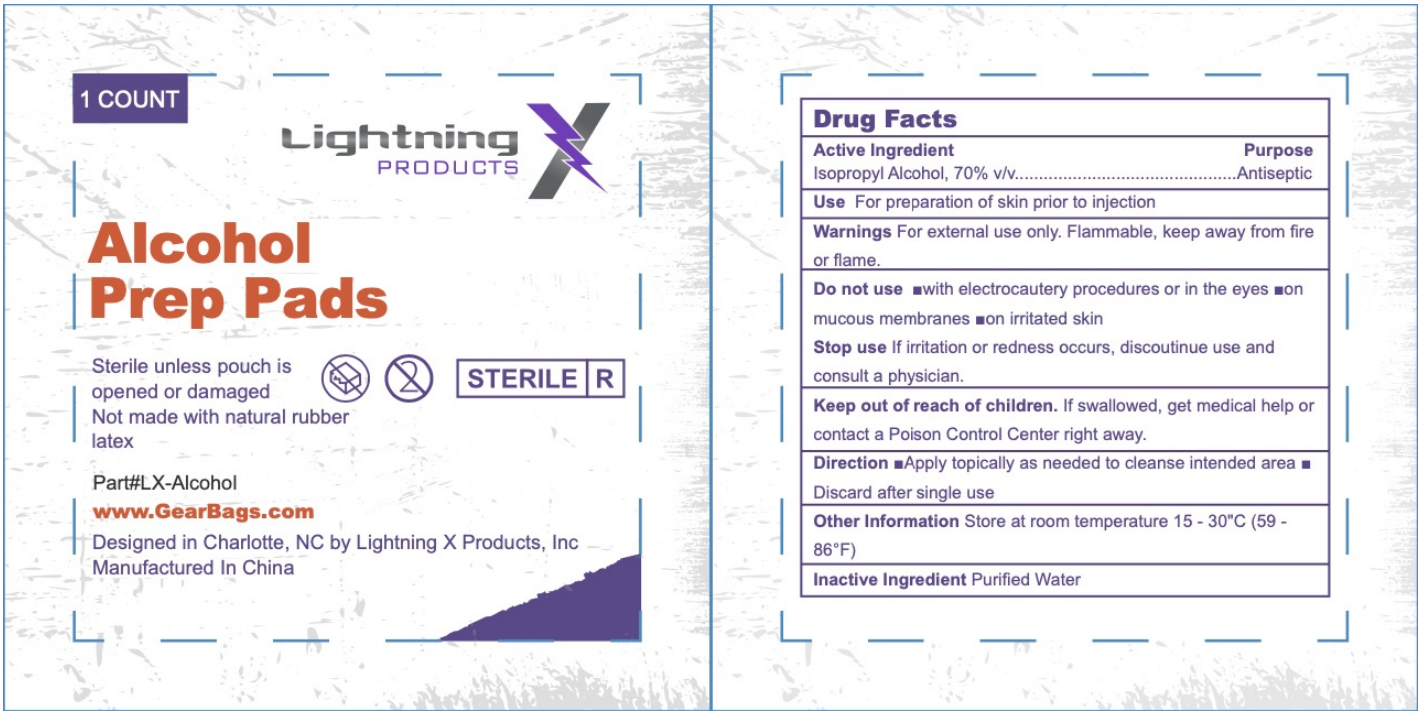 1 COUNT
Lightning X
PRODUCTS
Alcohol
Prep Pads
Sterile unless pouch is
opened or damaged
Not made with natural rubber
latex
2
STERILE R
Part#LX-Alcohol
www.GearBags.com
Designed in Charlotte, NC by Lightning X Products, Inc
Manufactured In China
Drug Facts
Active Ingredient Purpose
Isopropyl Alcohol, 70% v/v...............................................Antiseptic
Use For preparation of skin prior to injection
Warnings For external use only. Flammable, keep away from fire
or flame.
Do not use ■with electrocautery procedures or in the eyes ■on
mucous membranes ■on irritated skin
Stop use If irritation or redness occurs, discoutinue use and
consult a physician.
Keep out of reach of children. If swallowed, get medical help or
contact a Poison Control Center right away.
Direction ■Apply topically as needed to cleanse intended area ■
Discard after single use
Other Information Store at room temperature 15 - 30"C (59 -
86°F)
Inactive Ingredient Purified Water